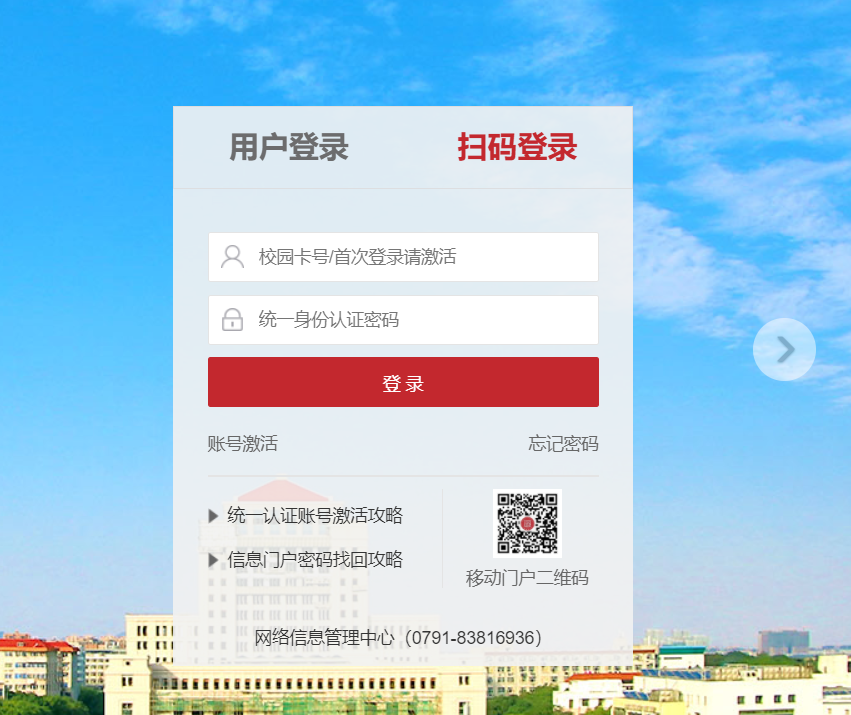 用户登录 扫码登录
校园卡号/首次登录请激活
统一身份认证密码
登录
账号激活 忘记密码
统一认证账号激活攻略
信息门户密码找回攻略
移动门户二维码
网络信息管理中心（0791-83816936）